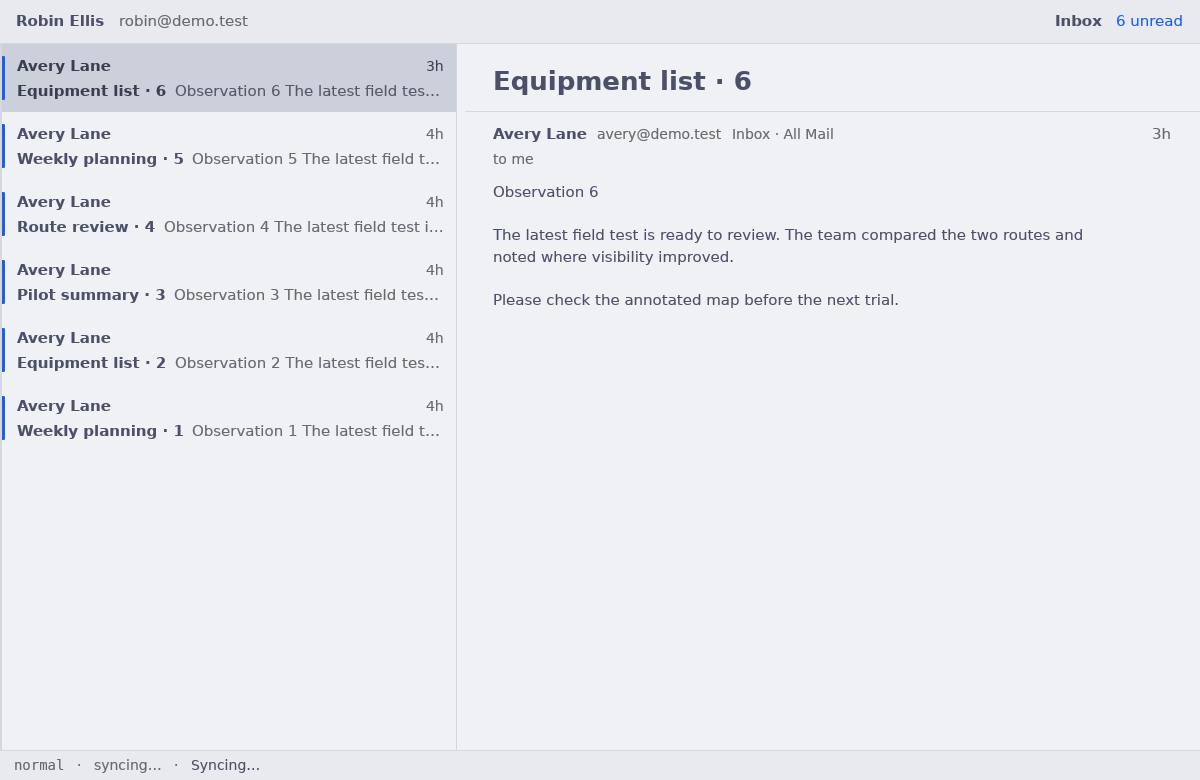 Robin Ellis robin@demo.test Inbox 6 unread
Avery Lane 3h
Equipment list · 6 Observation 6 The latest field tes…
Avery Lane 4h
Weekly planning · 5 Observation 5 The latest field t…
Avery Lane 4h
Route review · 4 Observation 4 The latest field test i…
Avery Lane 4h
Pilot summary · 3 Observation 3 The latest field tes…
Avery Lane 4h
Equipment list · 2 Observation 2 The latest field tes…
Avery Lane 4h
Weekly planning · 1 Observation 1 The latest field t…
Equipment list · 6
Avery Lane avery@demo.test Inbox · All Mail 3h
to me
Observation 6
The latest field test is ready to review. The team compared the two routes and
noted where visibility improved.
Please check the annotated map before the next trial.
normal · syncing… · Syncing…